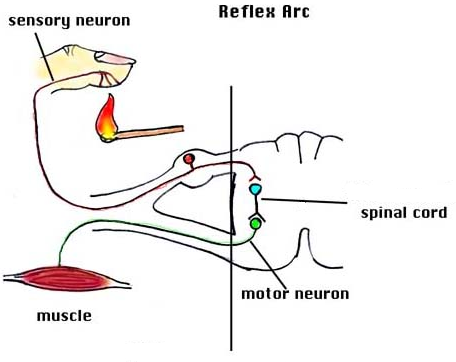 Reflex Arc
sensory neuron
spinal cord
motor neuron
muscle